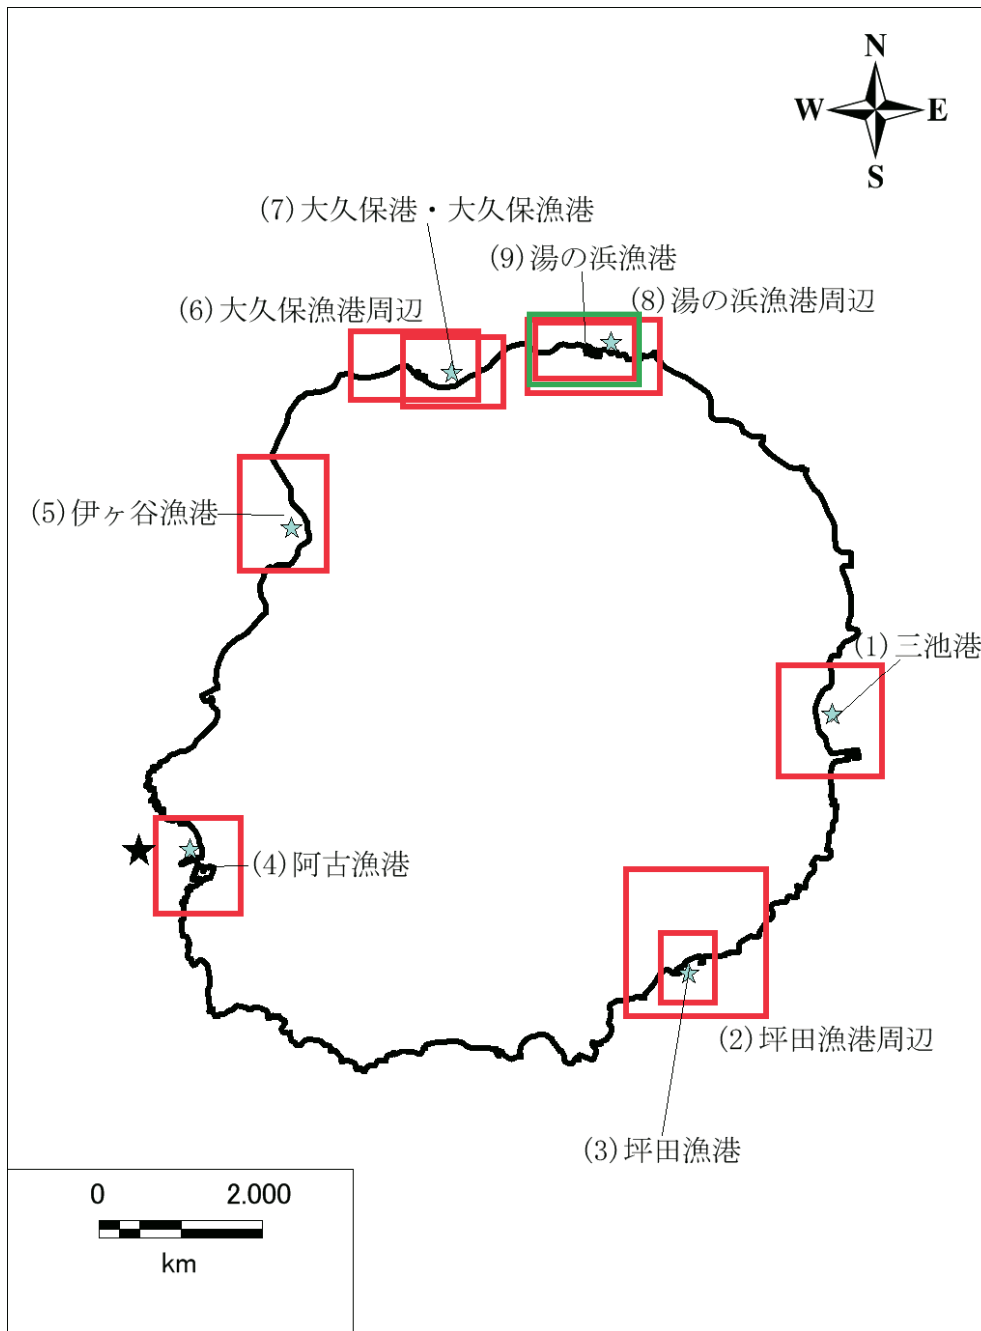 N
W E
S
(7)大久保港・大久保漁港
(9)湯の浜漁港
(8)湯の浜漁港周辺
(6)大久保漁港周辺
(5)伊ヶ谷漁港
(1)三池港
(4)阿古漁港
(2)坪田漁港周辺
(3)坪田漁港
0 2.000
km